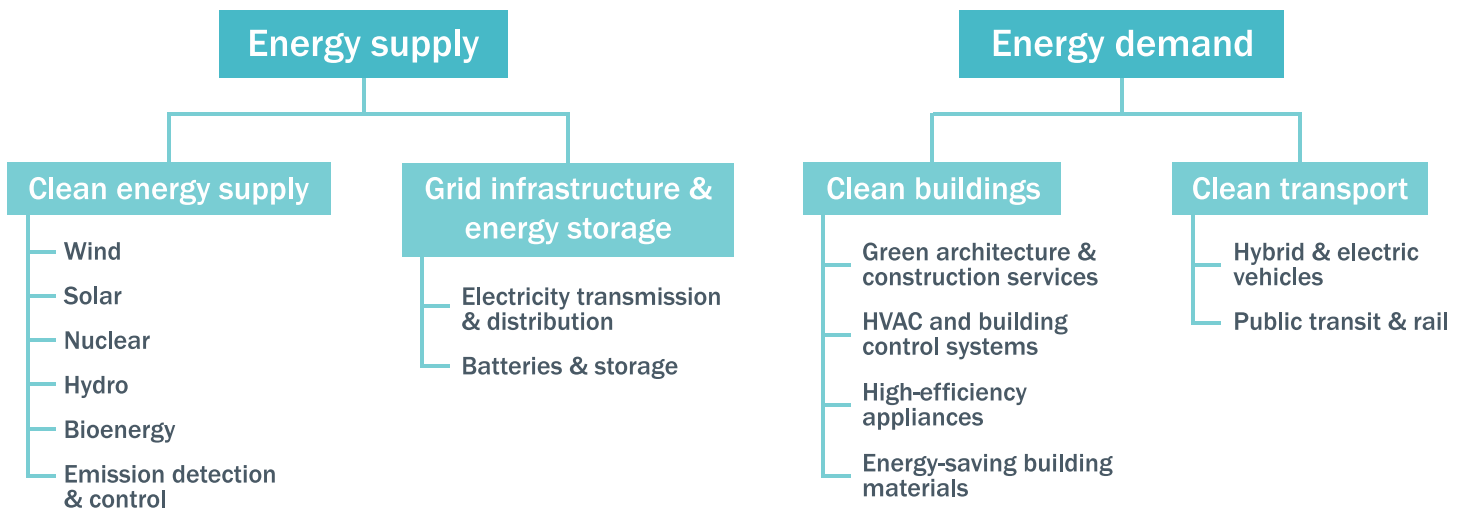 Energy supply
Clean energy supply
Wind
Solar
Nuclear
Hydro
Bioenergy
Emission detection
& control
Grid infrastructure &
energy storage
Electricity transmission
& distribution
Batteries & storage
Energy demand
Clean buildings
Green architecture &
construction services
HVAC and building
control systems
High-efficiency
appliances
Energy-saving building
materials
Clean transport
Hybrid & electric
vehicles
Public transit & rail